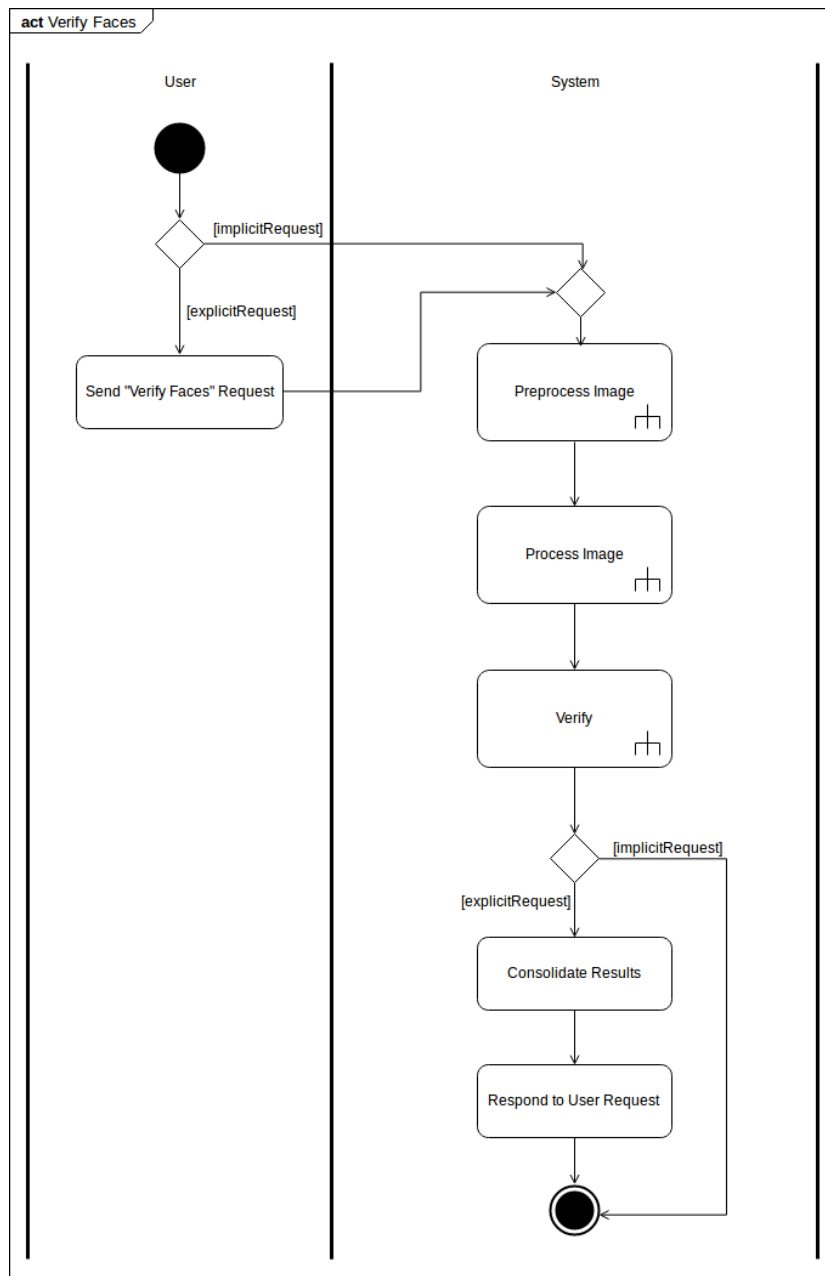 act Verify Faces
User
System
[implicitRequest]
[explicitRequest]
Send "Verify Faces" Request
Preprocess Image
Process Image
Verify
[implicitRequest]
[explicitRequest]
Consolidate Results
Respond to User Request